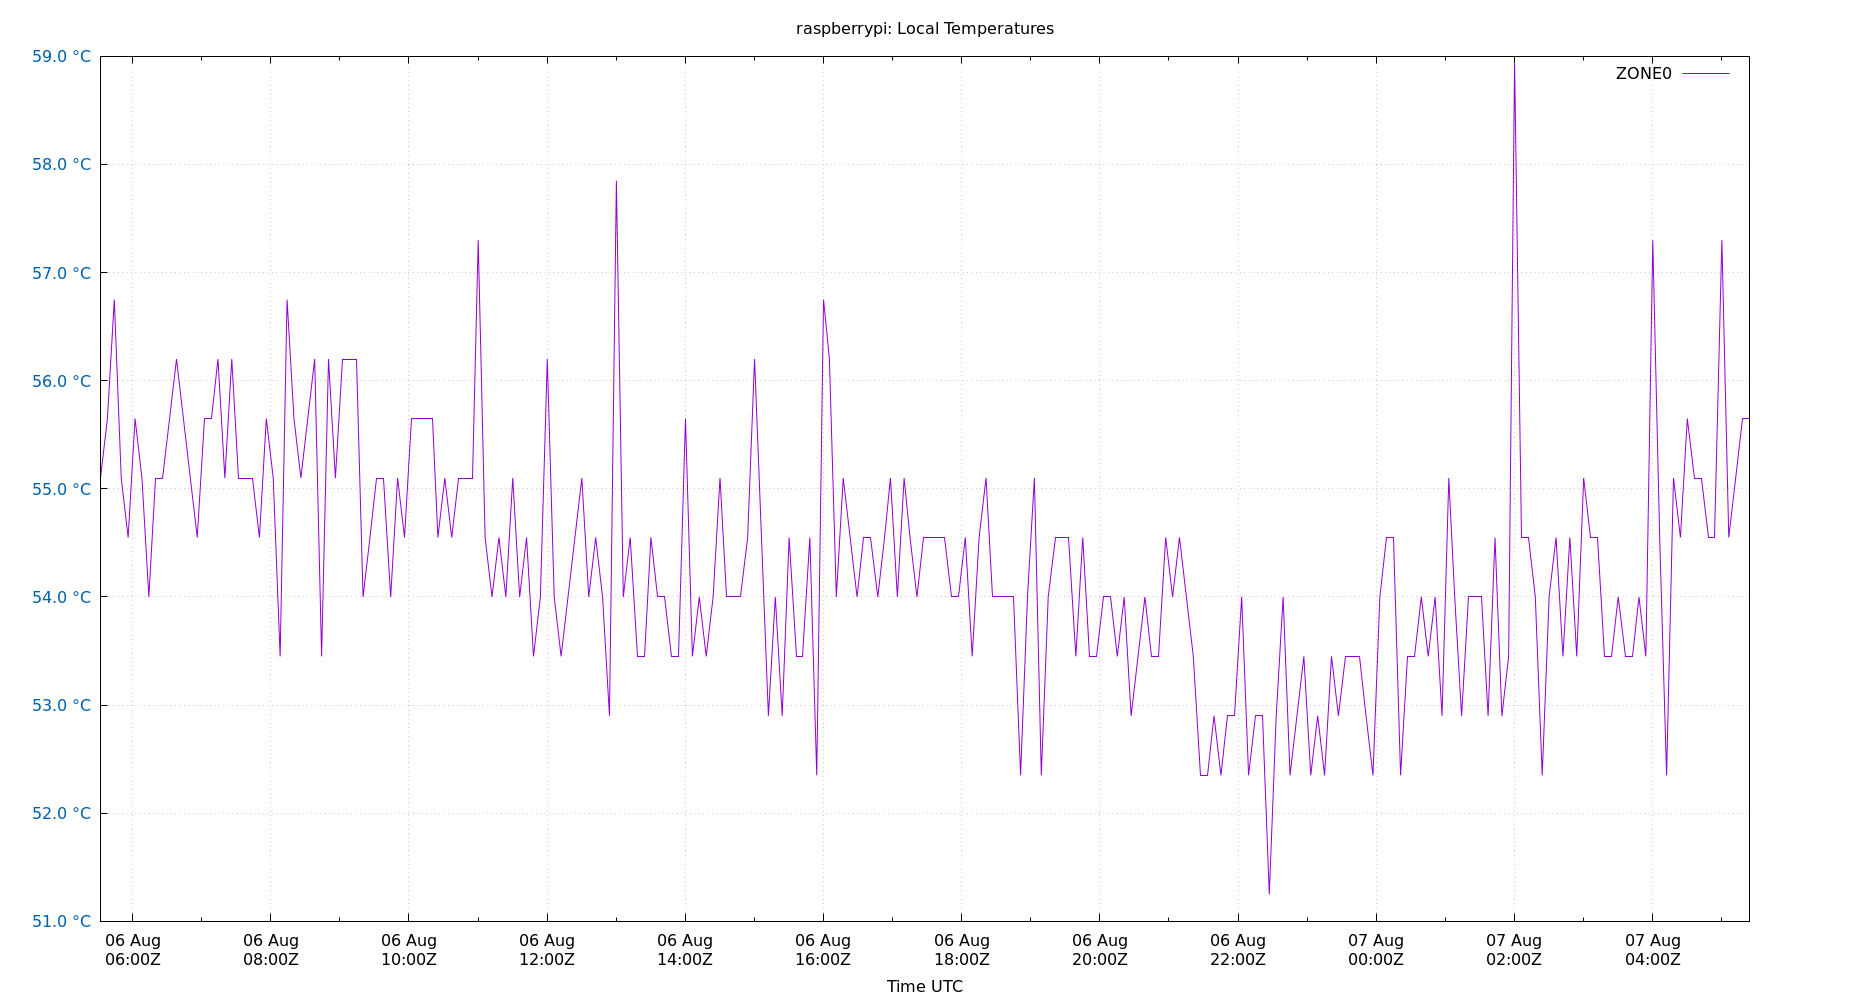 raspberrypi: Local Temperatures
59.0 °C
58.0 °C
57.0 °C
56.0 °C
55.0 °C
54.0 °C
53.0 °C
52.0 °C
51.0 °C
ZONE0
06 Aug 06 Aug 06 Aug 06 Aug 06 Aug 06 Aug 06 Aug 06 Aug 06 Aug 07 Aug 07 Aug 07 Aug
06:00Z 08:00Z 10:00Z 12:00Z 14:00Z 16:00Z 18:00Z 20:00Z 22:00Z 00:00Z 02:00Z 04:00Z
Time UTC